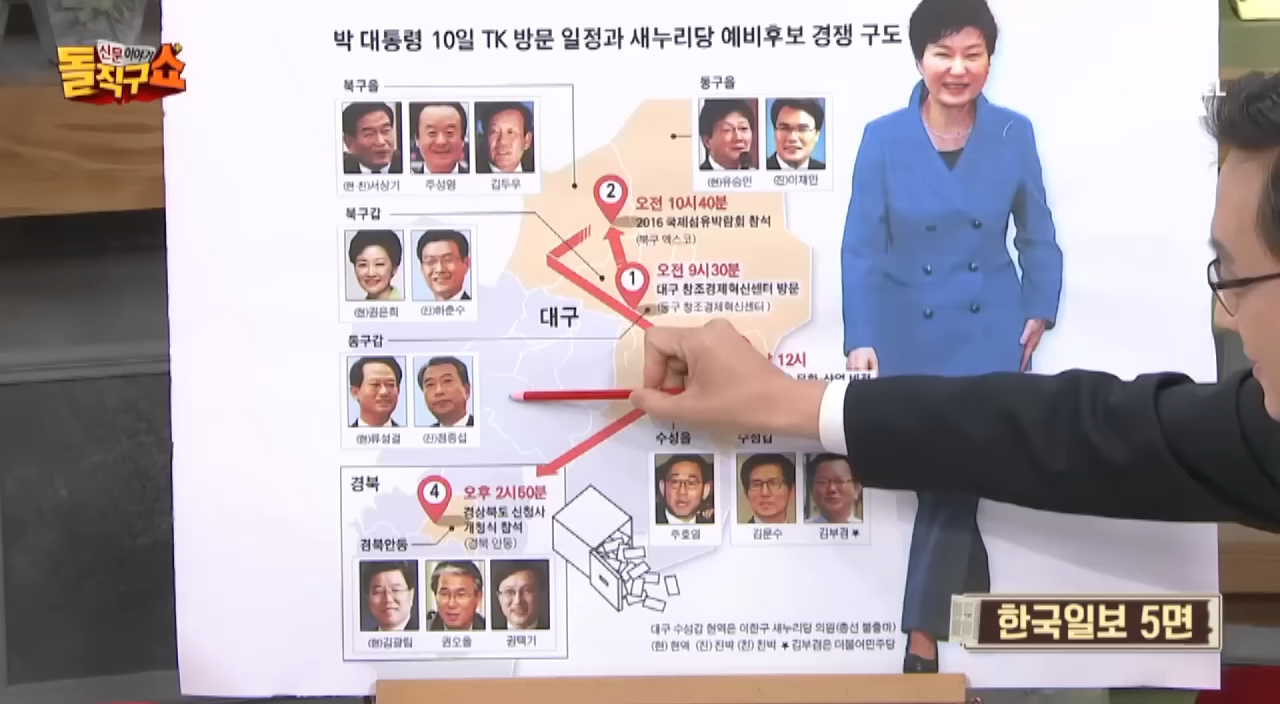 신문이야기
돌직구쇼+
박 대통령 10일 TK 방문 일정과 새누리당 예비후보 경쟁 구도
북구을
(현·친)서상기 주성영 김두우
동구을
(현)유승민 (진)이재만
2
오전 10시40분
2016 국제섬유박람회 참석
(북구 엑스코)
북구갑
(현)권은희 (진)하춘수
1
오전 9시30분
대구 창조경제혁신센터 방문
(동구 창조경제혁신센터)
대구
동구갑
(현)류성걸 (진)정종섭
12시
수성을
주호영
수성갑
김문수 김부겸*
경북
4
오후 2시50분
경상북도 신청사
개청식 참석
(경북 안동)
경북안동
(현)김광림 권오을 권택기
대구 수성갑 현역은 이한구 새누리당 의원(총선 불출마)
(현) 현역 (진) 진박 (친) 친박 *김부겸은 더불어민주당
한국일보 5면